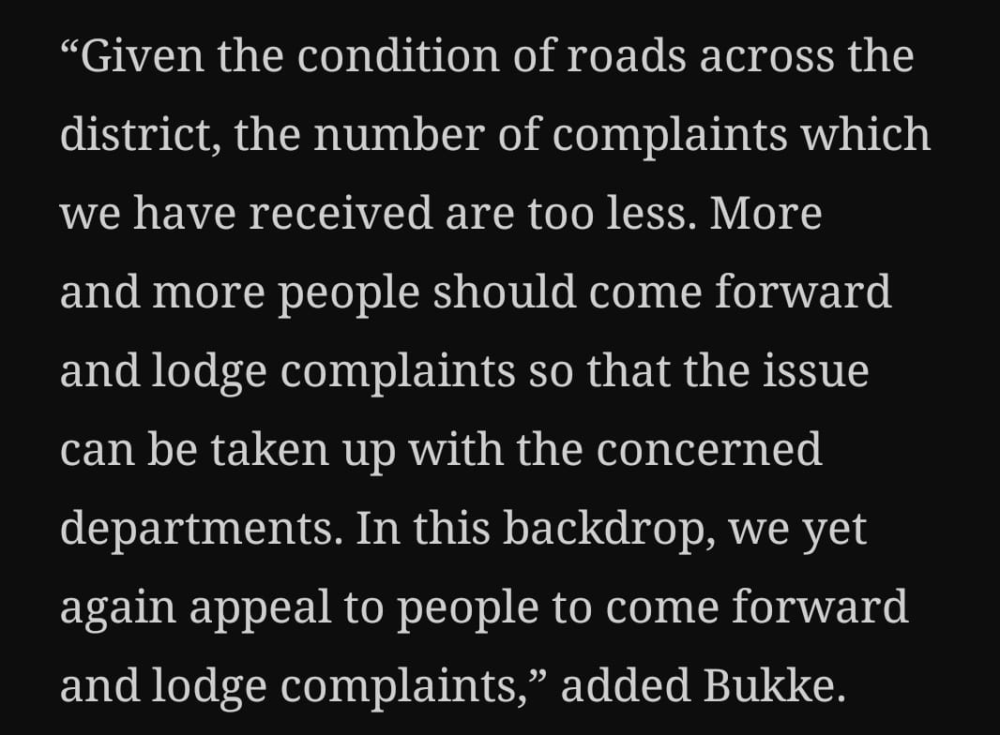 “Given the condition of roads across the
district, the number of complaints which
we have received are too less. More
and more people should come forward
and lodge complaints so that the issue
can be taken up with the concerned
departments. In this backdrop, we yet
again appeal to people to come forward
and lodge complaints,” added Bukke.